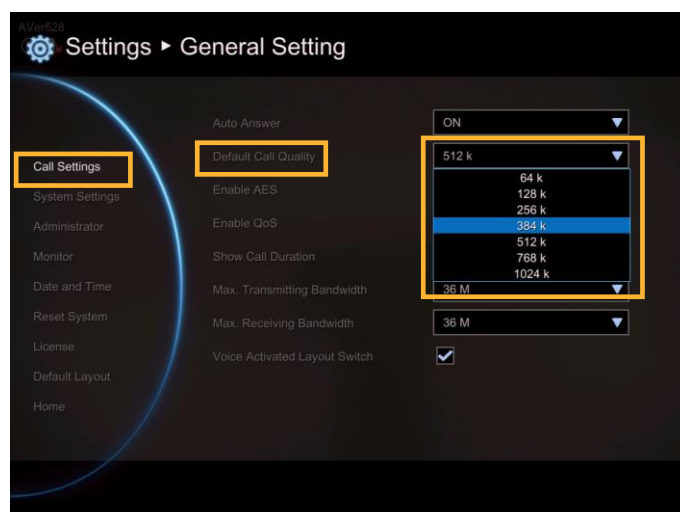 AVer528
Settings ▸ General Setting
Auto Answer
ON
Call Settings
Default Call Quality
512 k
64 k
128 k
256 k
384 k
512 k
768 k
1024 k
System Settings
Enable AES
Administrator
Enable QoS
Monitor
Show Call Duration
Date and Time
Max. Transmitting Bandwidth
36 M
Reset System
Max. Receiving Bandwidth
36 M
License
Voice Activated Layout Switch
Default Layout
Home